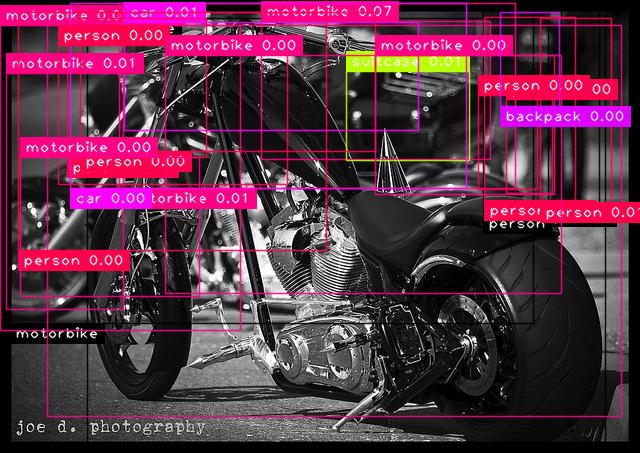 motorbike 0.0
car 0.01
motorbike 0.07
person 0.00
motorbike 0.00
motorbike 0.00
motorbike 0.01
suitcase 0.01
person 0.00
00
backpack 0.00
motorbike 0.00
person 0.00
car 0.00
torbike 0.01
person
person 0.01
person
person 0.00
motorbike
joe d. photography